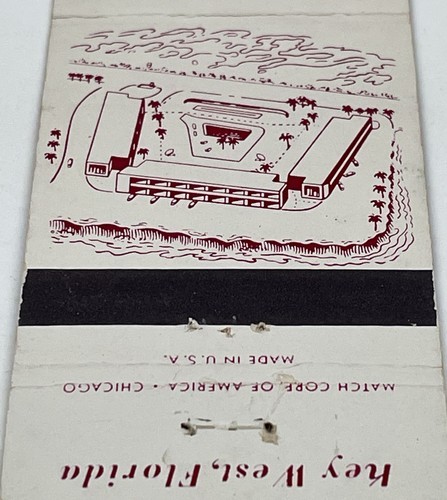 MADE IN U.S.A.
MATCH CORP. OF AMERICA • CHICAGO
Key West, Florida